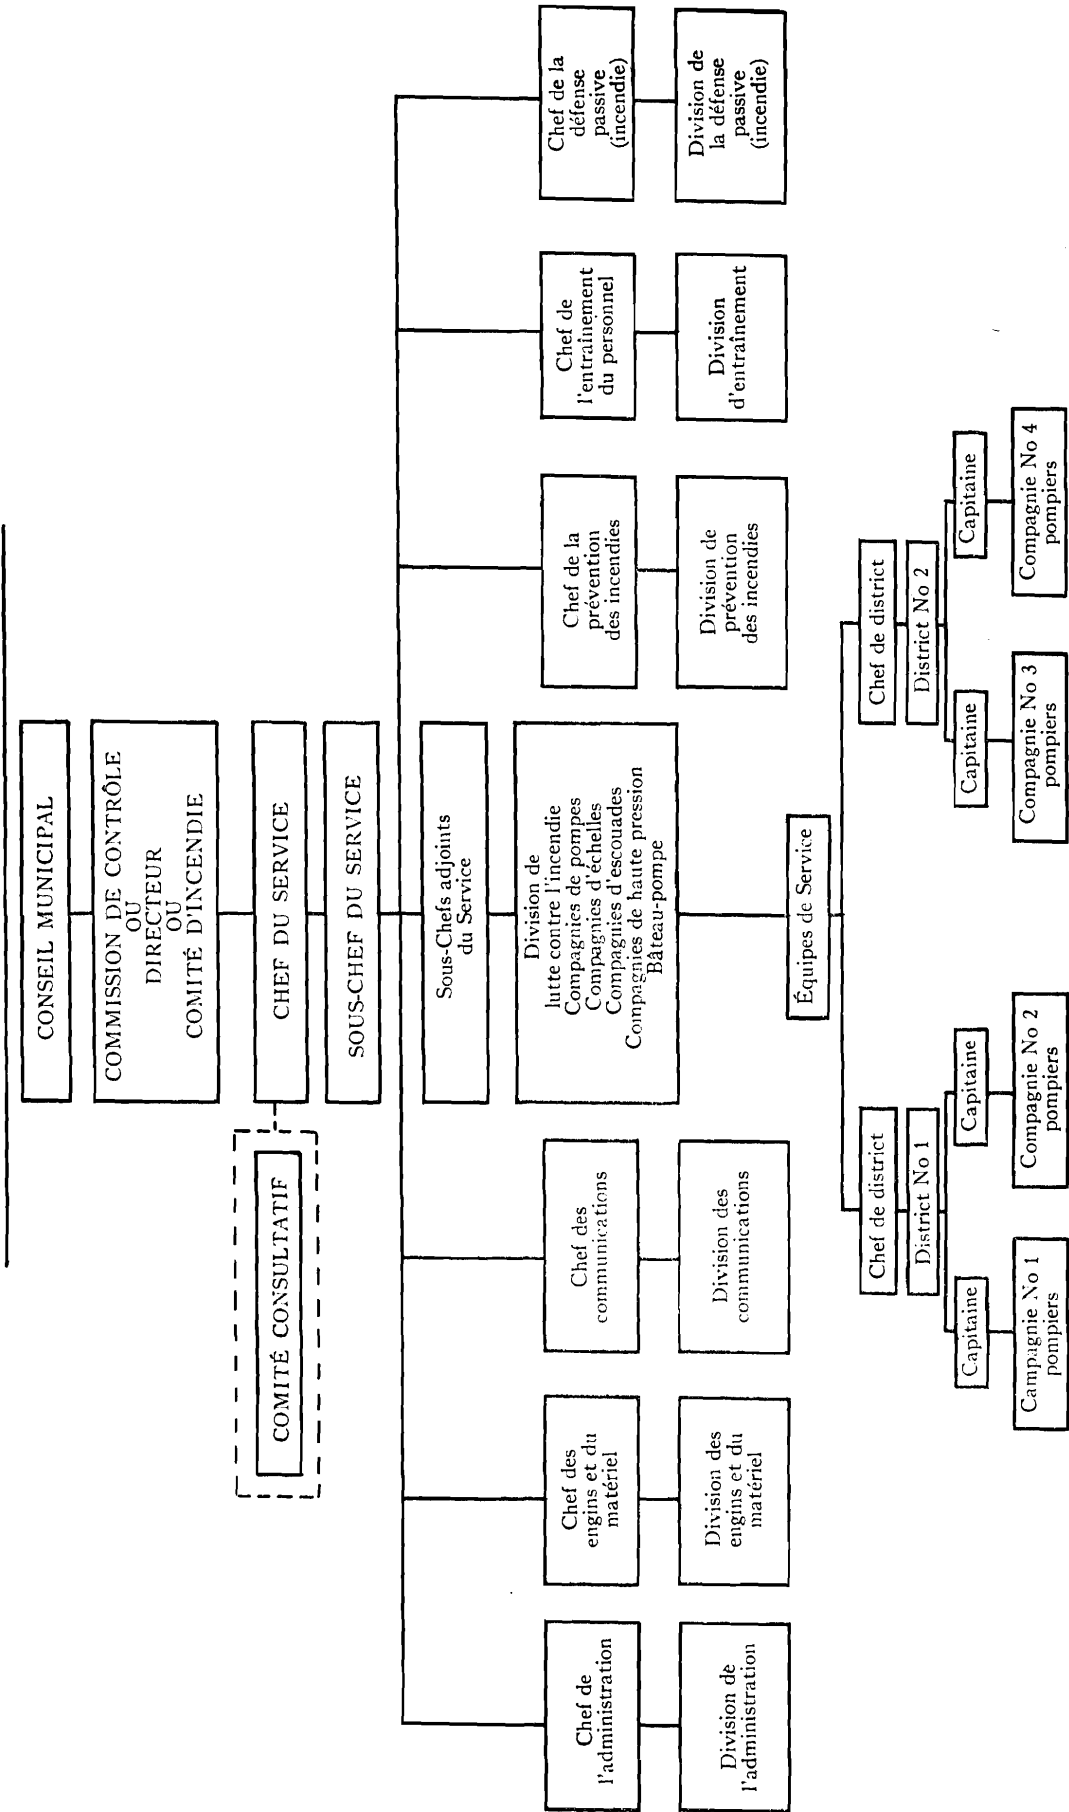 CONSEIL MUNICIPAL
COMMISSION DE CONTRÔLE
OU
DIRECTEUR
OU
COMITÉ D'INCENDIE
COMITÉ CONSULTATIF
CHEF DU SERVICE
SOUS-CHEF DU SERVICE
Chef de
l'administration
Division de
l'administration
Chef des
engins et du
matériel
Division des
engins et du
matériel
Chef des
communications
Division des
communications
Sous-Chefs adjoints
du Service
Division de
lutte contre l'incendie
Compagnies de pompes
Compagnies d'échelles
Compagnies d'escouades
Compagnies de haute pression
Bâteau-pompe
Chef de la
prévention
des incendies
Division de
prévention
des incendies
Chef de
l'entrainement
du personnel
Division
d'entraînement
Chef de la
défense
passive
(incendie)
Division de
la défense
passive
(incendie)
Équipes de Service
Chef de district
District No 1
Capitaine
Campagnie No 1
pompiers
Capitaine
Compagnie No 2
pompiers
Chef de district
District No 2
Capitaine
Compagnie No 3
pompiers
Capitaine
Compagnie No 4
pompiers